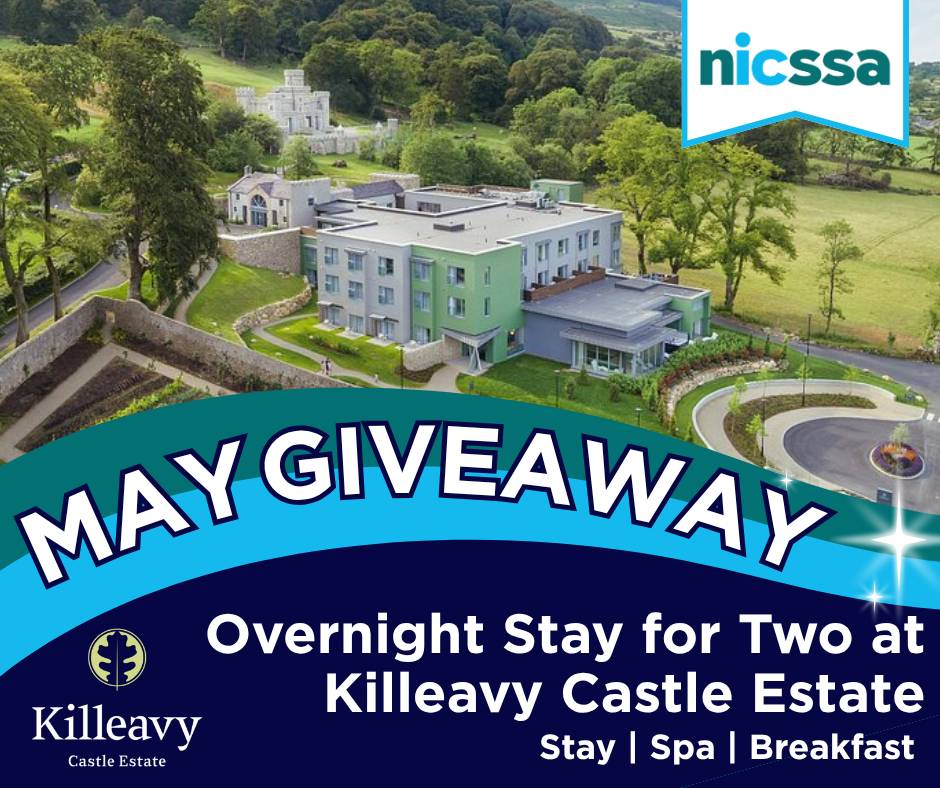 nicssa
MAY GIVEAWAY
Overnight Stay for Two at
Killeavy Castle Estate
Stay | Spa | Breakfast
Killeavy
Castle Estate